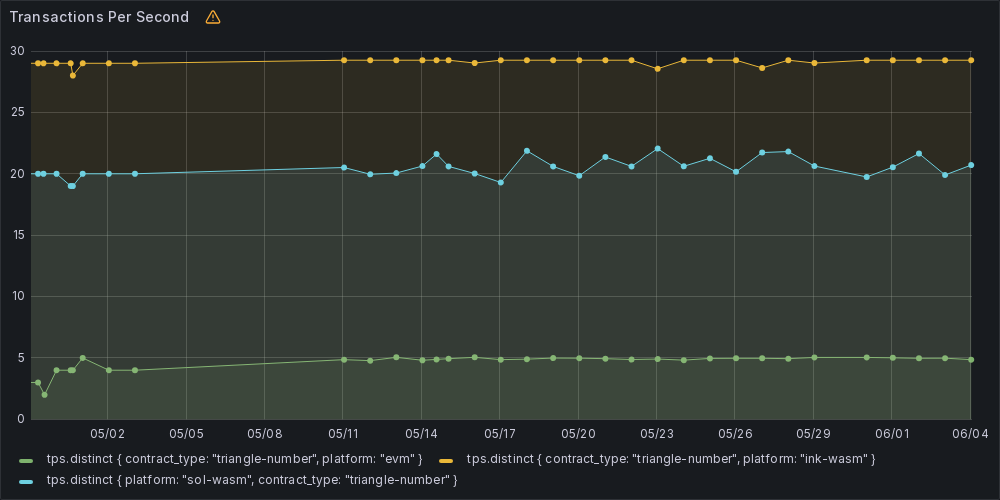 Transactions Per Second
30
25
20
15
10
5
0
05/02 05/05 05/08 05/11 05/14 05/17 05/20 05/23 05/26 05/29 06/01 06/04
tps.distinct { contract_type: "triangle-number", platform: "evm" } tps.distinct { contract_type: "triangle-number", platform: "ink-wasm" }
tps.distinct { platform: "sol-wasm", contract_type: "triangle-number" }